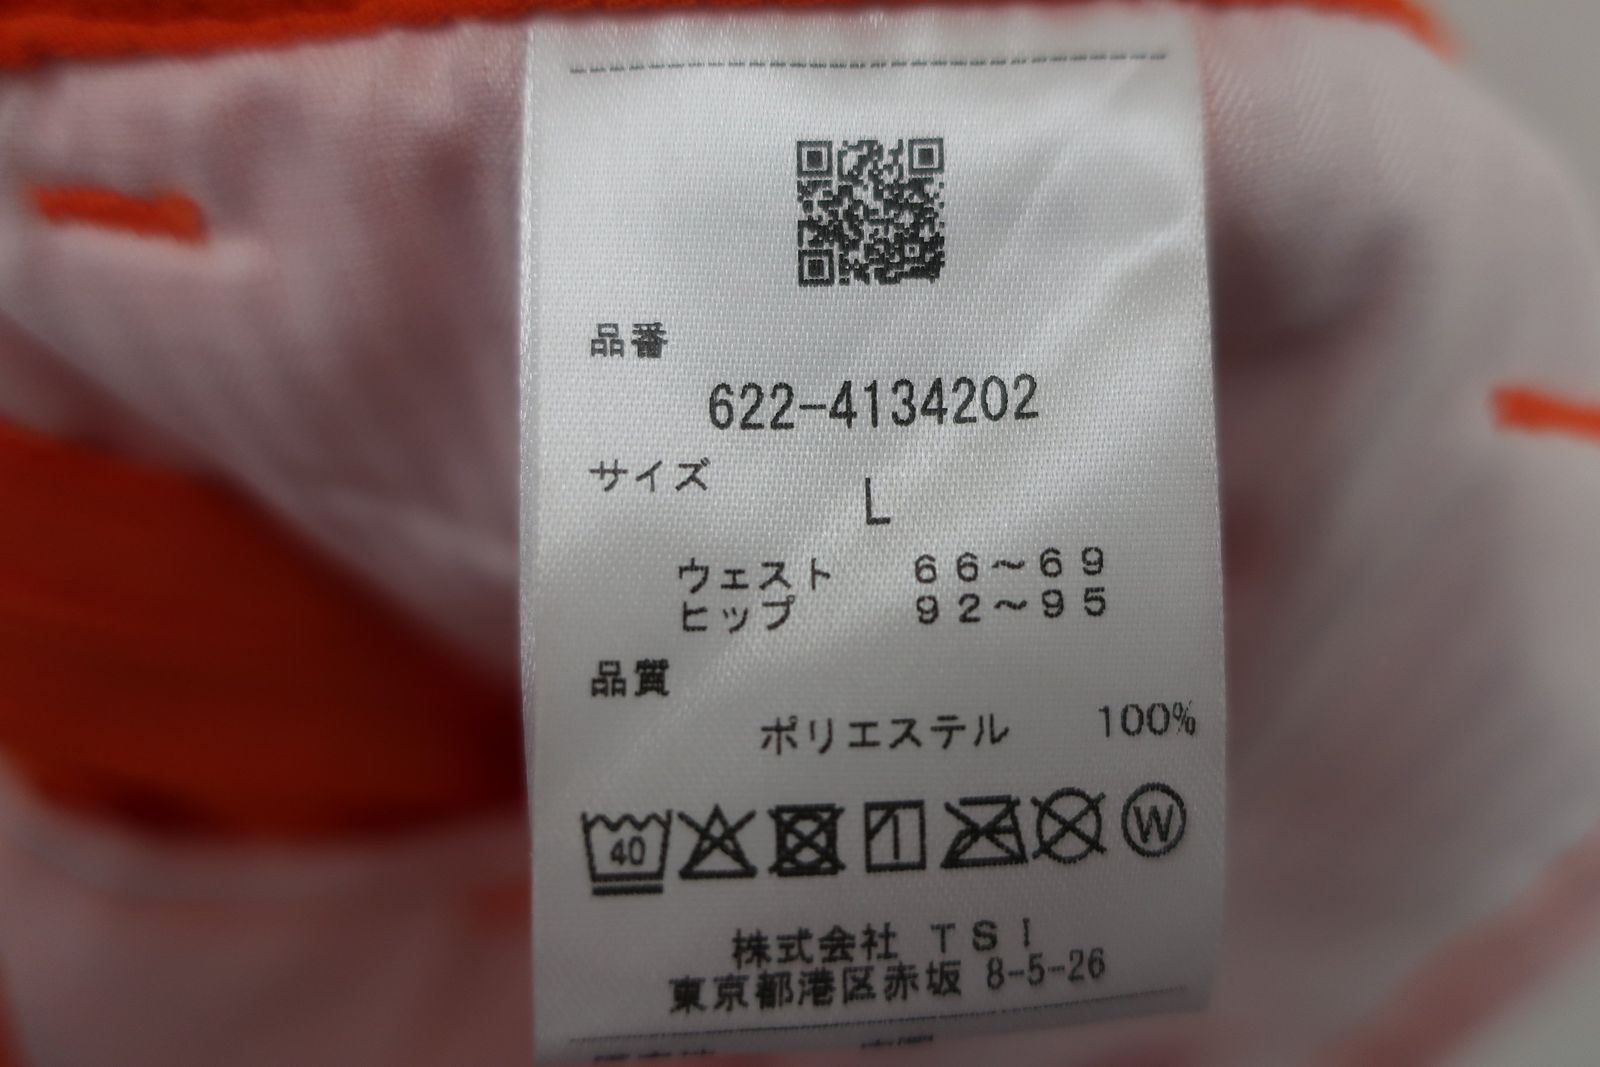 品番
622-4134202
サイズ
L
ウェスト 66~69
ヒップ 92~95
品質
ポリエステル 100%
40
W
株式会社 TSI
東京都港区赤坂 8-5-26